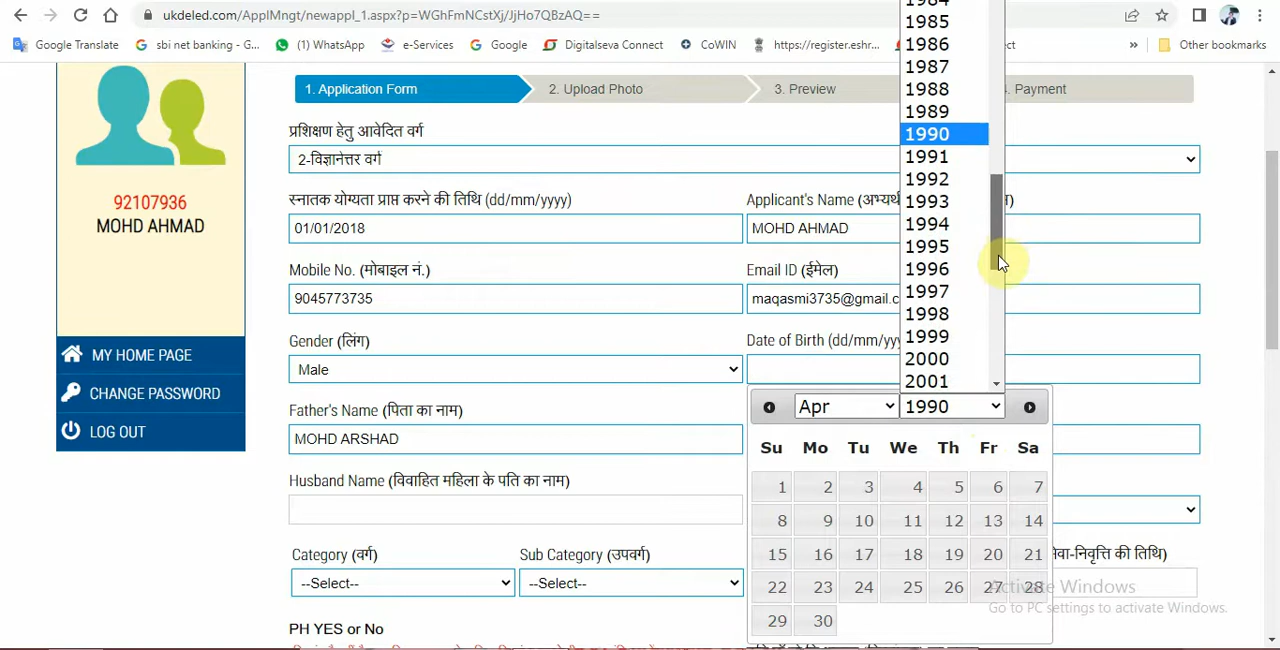 ukdeled.com/ApplMngt/newappl_1.aspx?p=WGhFmNCstXj/JjHo7QBzAQ==
Google Translate
G sbi net banking - G...
(1) WhatsApp
e-Services
Google
Digitalseva Connect
CoWIN
https://register.eshr...
ect
»
Other bookmarks
1. Application Form
2. Upload Photo
3. Preview
4. Payment
प्रशिक्षण हेतु आवेदित वर्ग
2-विज्ञानेत्तर वर्ग
92107936
MOHD AHMAD
स्नातक योग्यता प्राप्त करने की तिथि (dd/mm/yyyy)
Applicant's Name (अभ्यर्थ
01/01/2018
MOHD AHMAD
Mobile No. (मोबाइल नं.)
Email ID (ईमेल)
9045773735
maqasmi3735@gmail.c
MY HOME PAGE
CHANGE PASSWORD
LOG OUT
Gender (लिंग)
Date of Birth (dd/mm/yy
Male
Father's Name (पिता का नाम)
MOHD ARSHAD
Husband Name (विवाहित महिला के पति का नाम)
Category (वर्ग)
Sub Category (उपवर्ग)
सेवा-निवृत्ति की तिथि)
--Select--
--Select--
PH YES or No
1984
1985
1986
1987
1988
1989
1990
1991
1992
1993
1994
1995
1996
1997
1998
1999
2000
2001
Apr
1990
Su Mo Tu We Th Fr Sa
1 2 3 4 5 6 7
8 9 10 11 12 13 14
15 16 17 18 19 20 21
22 23 24 25 26 27 28
29 30
Activate Windows
Go to PC settings to activate Windows.